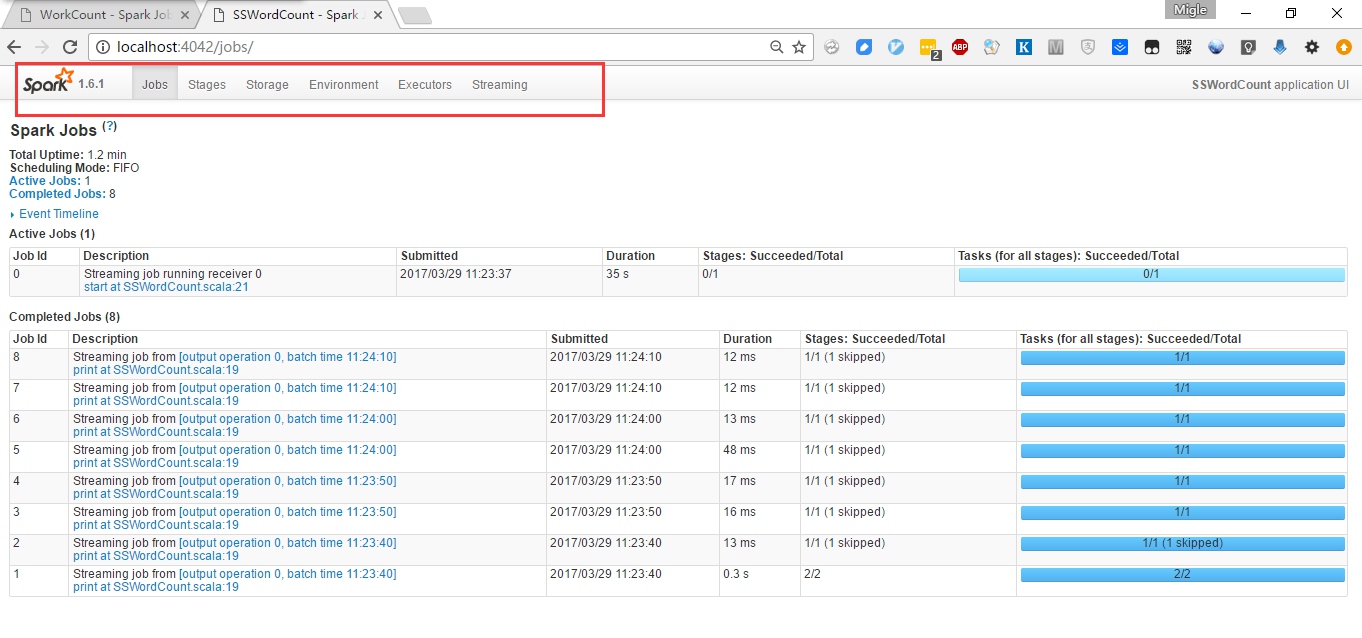 WorkCount - Spark Jo
SSWordCount - Spark
Migle
localhost:4042/jobs/
2
ABP
K
M
Spark 1.6.1 Jobs Stages Storage Environment Executors Streaming SSWordCount application UI
Spark Jobs (?)
Total Uptime: 1.2 min
Scheduling Mode: FIFO
Active Jobs: 1
Completed Jobs: 8
Event Timeline
Active Jobs (1)
Job Id Description Submitted Duration Stages: Succeeded/Total Tasks (for all stages): Succeeded/Total
0 Streaming job running receiver 0 2017/03/29 11:23:37 35 s 0/1 0/1
start at SSWordCount.scala:21
Completed Jobs (8)
Job Id Description Submitted Duration Stages: Succeeded/Total Tasks (for all stages): Succeeded/Total
8 Streaming job from [output operation 0, batch time 11:24:10] 2017/03/29 11:24:10 12 ms 1/1 (1 skipped) 1/1
print at SSWordCount.scala:19
7 Streaming job from [output operation 0, batch time 11:24:10] 2017/03/29 11:24:10 12 ms 1/1 (1 skipped) 1/1
print at SSWordCount.scala:19
6 Streaming job from [output operation 0, batch time 11:24:00] 2017/03/29 11:24:00 13 ms 1/1 (1 skipped) 1/1
print at SSWordCount.scala:19
5 Streaming job from [output operation 0, batch time 11:24:00] 2017/03/29 11:24:00 48 ms 1/1 (1 skipped) 1/1
print at SSWordCount.scala:19
4 Streaming job from [output operation 0, batch time 11:23:50] 2017/03/29 11:23:50 17 ms 1/1 (1 skipped) 1/1
print at SSWordCount.scala:19
3 Streaming job from [output operation 0, batch time 11:23:50] 2017/03/29 11:23:50 16 ms 1/1 (1 skipped) 1/1
print at SSWordCount.scala:19
2 Streaming job from [output operation 0, batch time 11:23:40] 2017/03/29 11:23:40 13 ms 1/1 (1 skipped) 1/1 (1 skipped)
print at SSWordCount.scala:19
1 Streaming job from [output operation 0, batch time 11:23:40] 2017/03/29 11:23:40 0.3 s 2/2 2/2
print at SSWordCount.scala:19